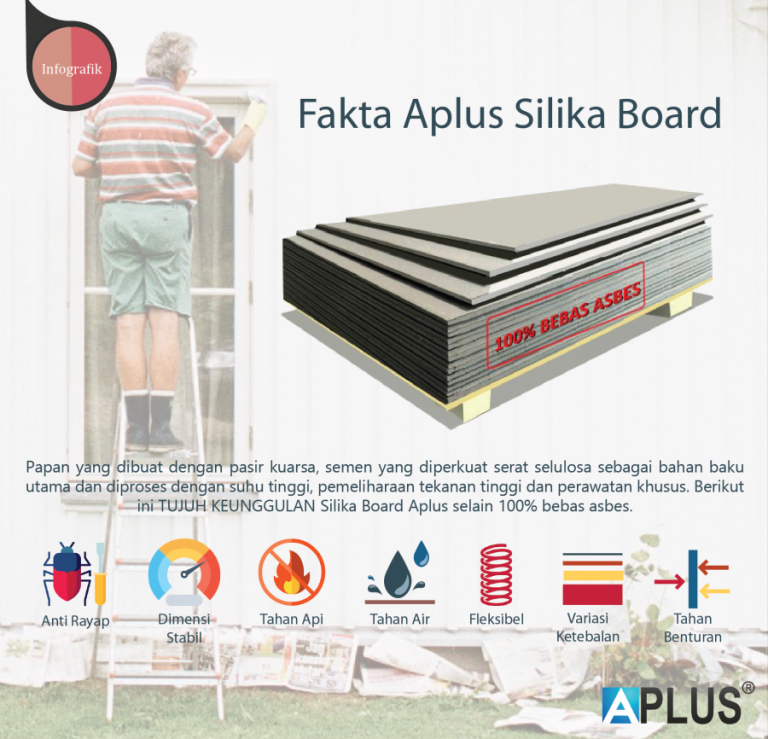 Infografik
Fakta Aplus Silika Board
100% BEBAS ASBES
Papan yang dibuat dengan pasir kuarsa, semen yang diperkuat serat selulosa sebagai bahan baku
utama dan diproses dengan suhu tinggi, pemeliharaan tekanan tinggi dan perawatan khusus. Berikut
ini TUJUH KEUNGGULAN Silika Board Aplus selain 100% bebas asbes.
Anti Rayap
Dimensi
Stabil
Tahan Api
Tahan Air
Fleksibel
Variasi
Ketebalan
Tahan
Benturan
APLUS®